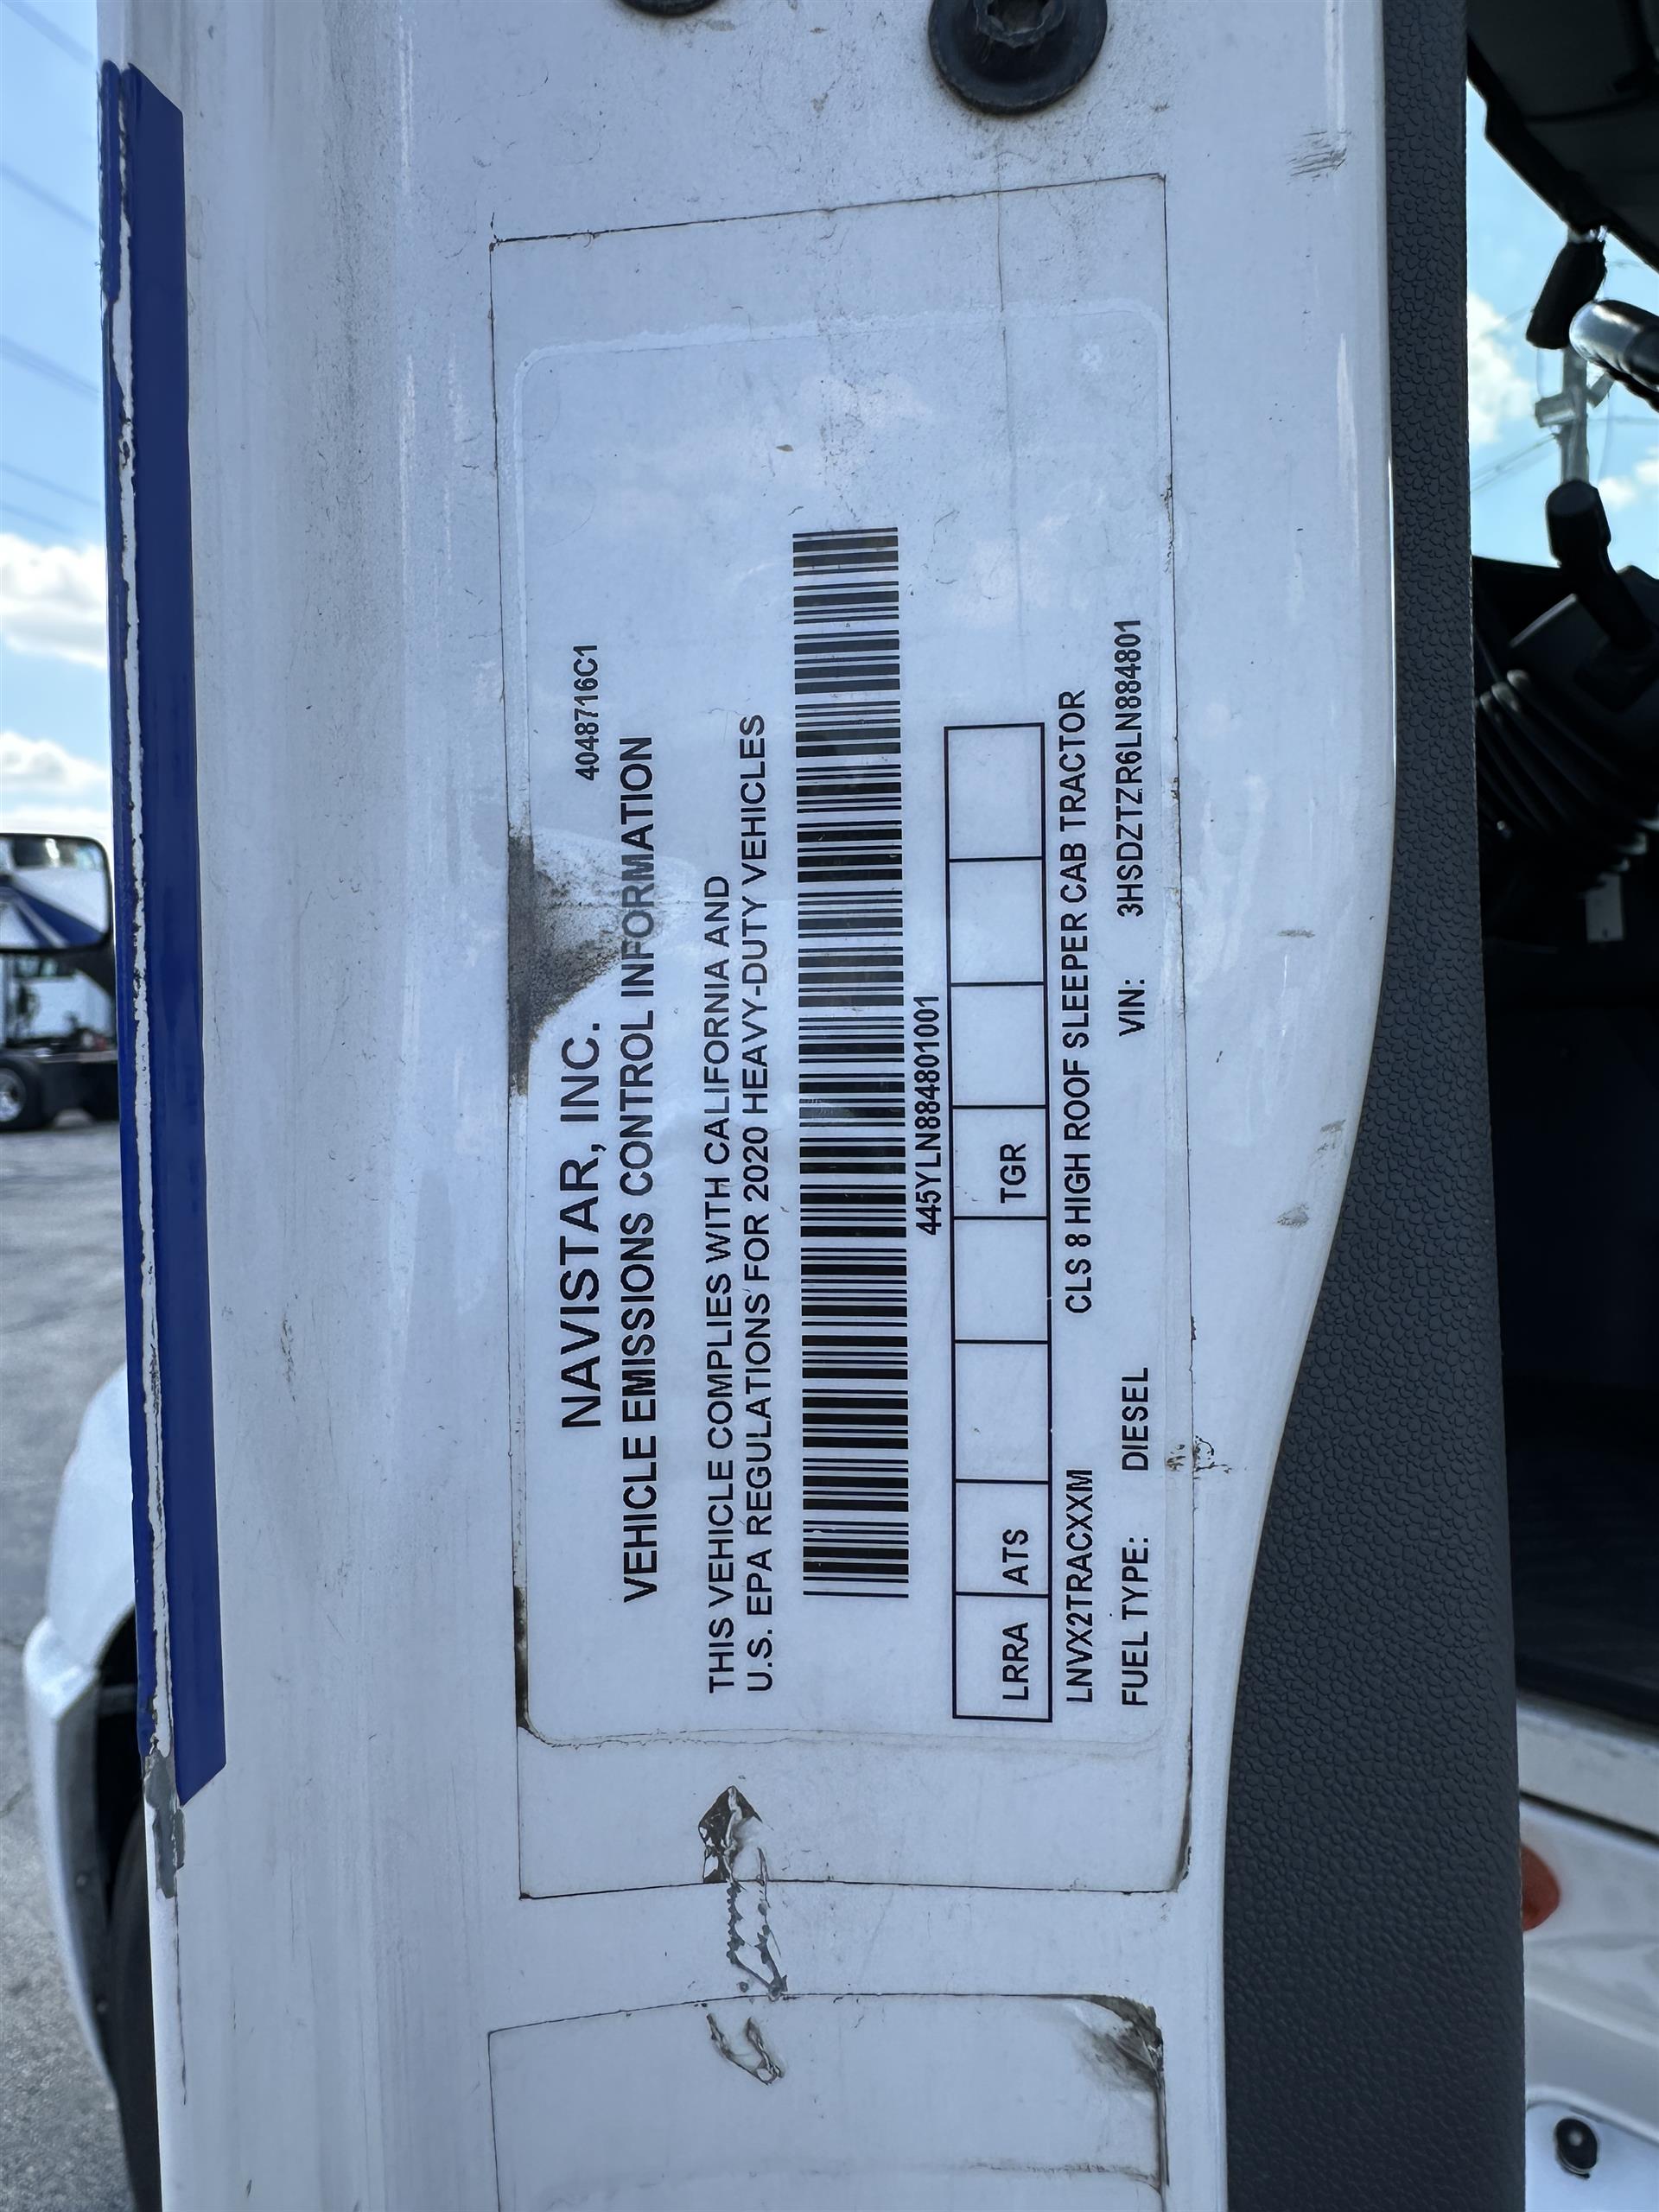 4048716C1
NAVISTAR, INC.
VEHICLE EMISSIONS CONTROL INFORMATION
THIS VEHICLE COMPLIES WITH CALIFORNIA AND
U.S. EPA REGULATIONS FOR 2020 HEAVY-DUTY VEHICLES
445YLN884801001
LRRA ATS TGR
LNVX2TRACXXM CLS 8 HIGH ROOF SLEEPER CAB TRACTOR
FUEL TYPE: DIESEL VIN: 3HSDZTZR6LN884801